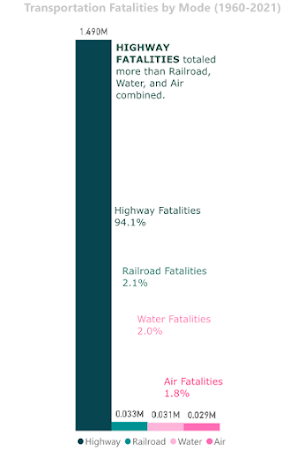 Transportation Fatalities by Mode (1960-2021)
1.490M
HIGHWAY
FATALITIES totaled
more than Railroad,
Water, and Air
combined.
Highway Fatalities
94.1%
Railroad Fatalities
2.1%
Water Fatalities
2.0%
Air Fatalities
1.8%
0.033M 0.031M 0.029M
Highway Railroad Water Air